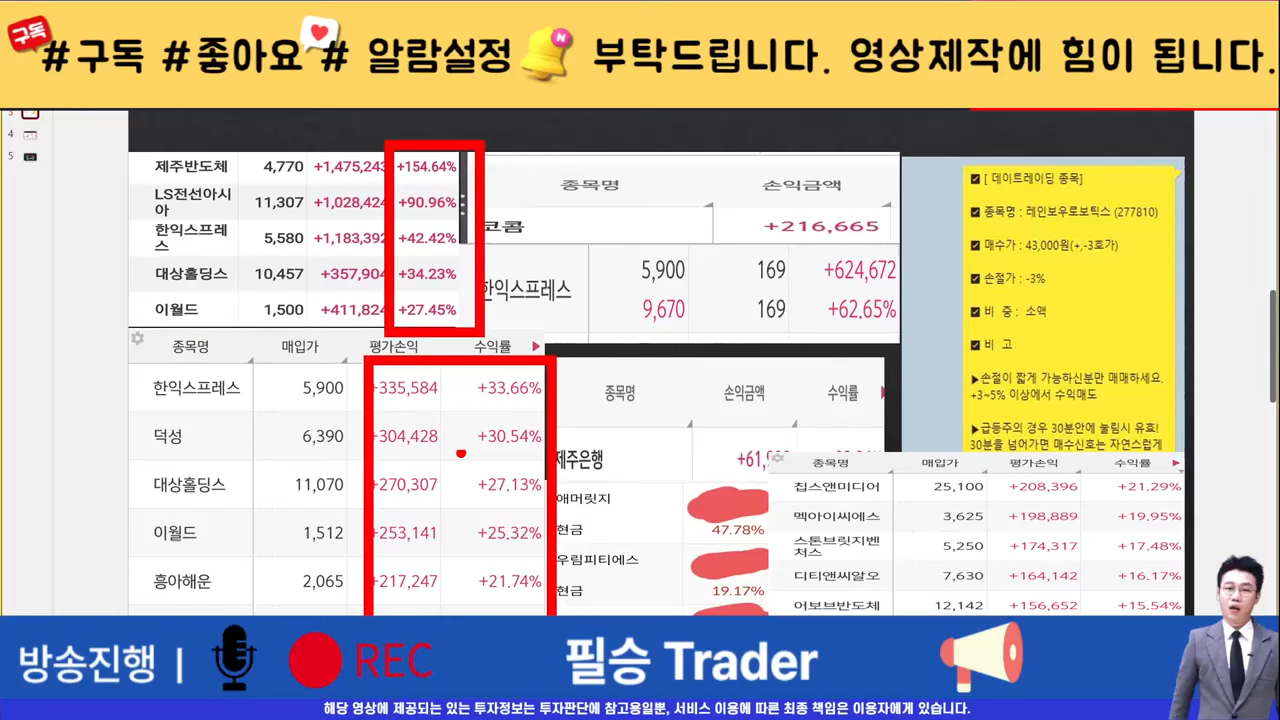 구독
#구독 #좋아요 # 알람설정 N 부탁드립니다. 영상제작에 힘이 됩니다.
4
5
제주반도체 4,770 +1,475,243 +154.64%
LS전선아시아 11,307 +1,028,424 +90.96%
한익스프레스 5,580 +1,183,392 +42.42%
대상홀딩스 10,457 +357,904 +34.23%
이월드 1,500 +411,824 +27.45%
종목명 손익금액
코콤 +216,665
한익스프레스 5,900 169 +624,672
9,670 169 +62.65%
[ 데이트레이딩 종목]
종목명 : 레인보우로보틱스 (277810)
매수가 : 43,000원(+,-3호가)
손절가 : -3%
비 중 : 소액
비 고
▶손절이 짧게 가능하신분만 매매하세요.
+3~5% 이상에서 수익매도
▶급등주의 경우 30분안에 눌림시 유효!
30분을 넘어가면 매수신호는 자연스럽게
종목명 매입가 평가손익 수익률
한익스프레스 5,900 +335,584 +33.66%
덕성 6,390 +304,428 +30.54%
대상홀딩스 11,070 +270,307 +27.13%
이월드 1,512 +253,141 +25.32%
흥아해운 2,065 +217,247 +21.74%
종목명 손익금액 수익률
제주은행 +61,
애머릿지
현금 47.78%
우림피티에스
현금 19.17%
종목명 매입가 평가손익 수익률
칩스앤미디어 25,100 +208,396 +21.29%
멕아이씨에스 3,625 +198,889 +19.95%
스톤브릿지벤처스 5,250 +174,317 +17.48%
디티앤씨알오 7,630 +164,142 +16.17%
어보브반도체 12,142 +156,652 +15.54%
방송진행 | REC 필승 Trader
해당 영상에 제공되는 있는 투자정보는 투자판단에 참고용일뿐, 서비스 이용에 따른 최종 책임은 이용자에게 있습니다.